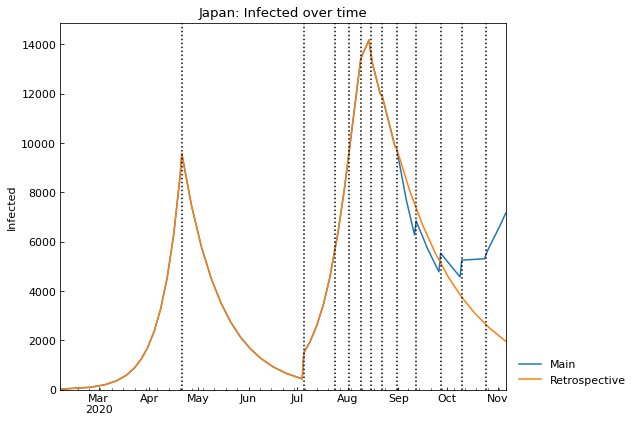 Japan: Infected over time
14000
12000
10000
8000
6000
4000
2000
0
Infected
Mar Apr May Jun Jul Aug Sep Oct Nov
2020
Main
Retrospective